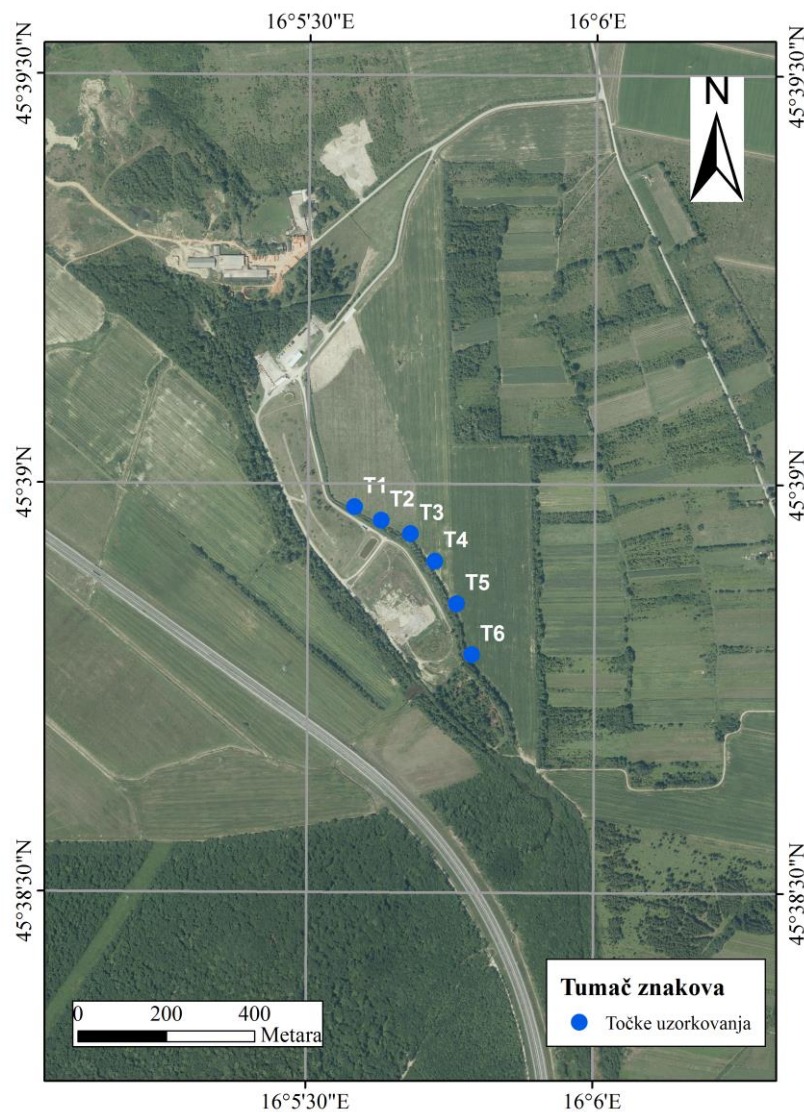 16°5'30"E
16°6'E
45°39'30"N
45°39'30"N
N
45°39'N
45°39'N
T1
T2
T3
T4
T5
T6
45°38'30"N
45°38'30"N
Tumač znakova
Točke uzorkovanja
0
200
400
Metara
16°5'30"E
16°6'E